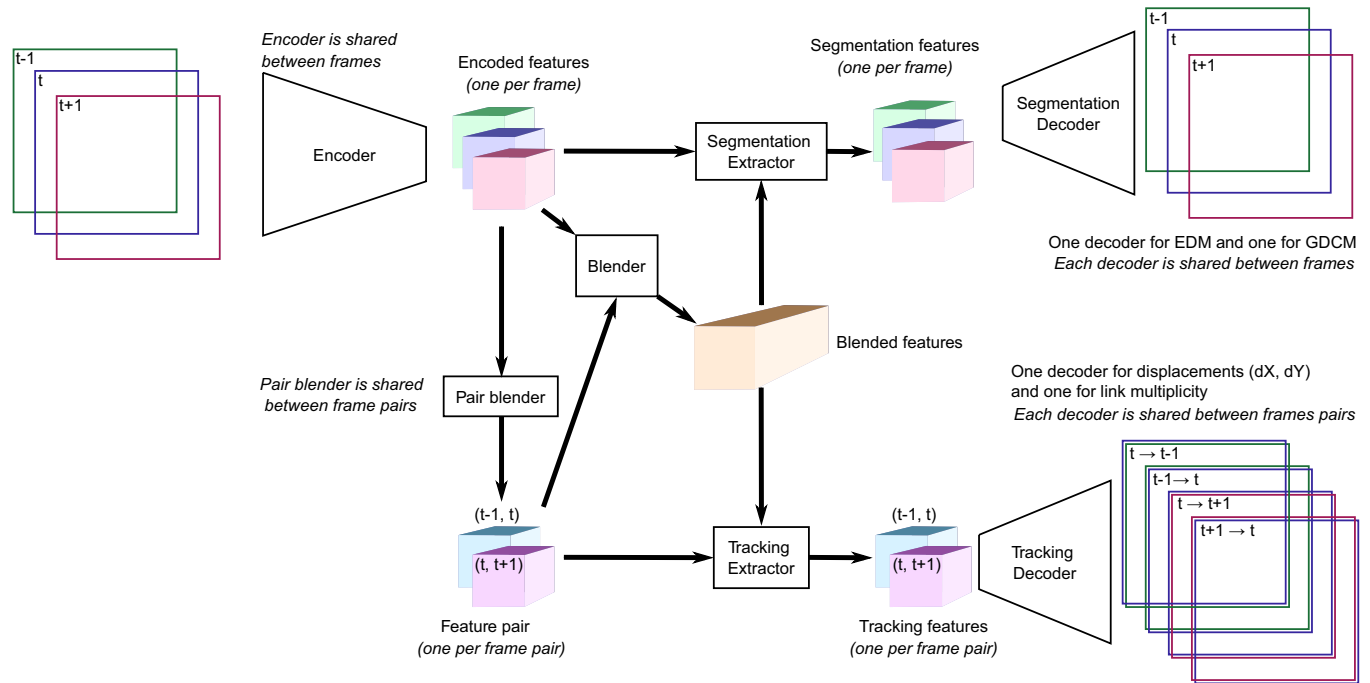 t-1
t
t+1
Encoder is shared
between frames
Encoder
Encoded features
(one per frame)
Segmentation
Extractor
Segmentation features
(one per frame)
Segmentation
Decoder
t-1
t
t+1
One decoder for EDM and one for GDCM
Each decoder is shared between frames
Blender
Blended features
Pair blender is shared
between frame pairs
Pair blender
(t-1, t)
(t, t+1)
Feature pair
(one per frame pair)
Tracking
Extractor
(t-1, t)
(t, t+1)
Tracking features
(one per frame pair)
One decoder for displacements (dX, dY)
and one for link multiplicity
Each decoder is shared between frames pairs
Tracking
Decoder
t → t-1
t-1→ t
t → t+1
t+1 → t